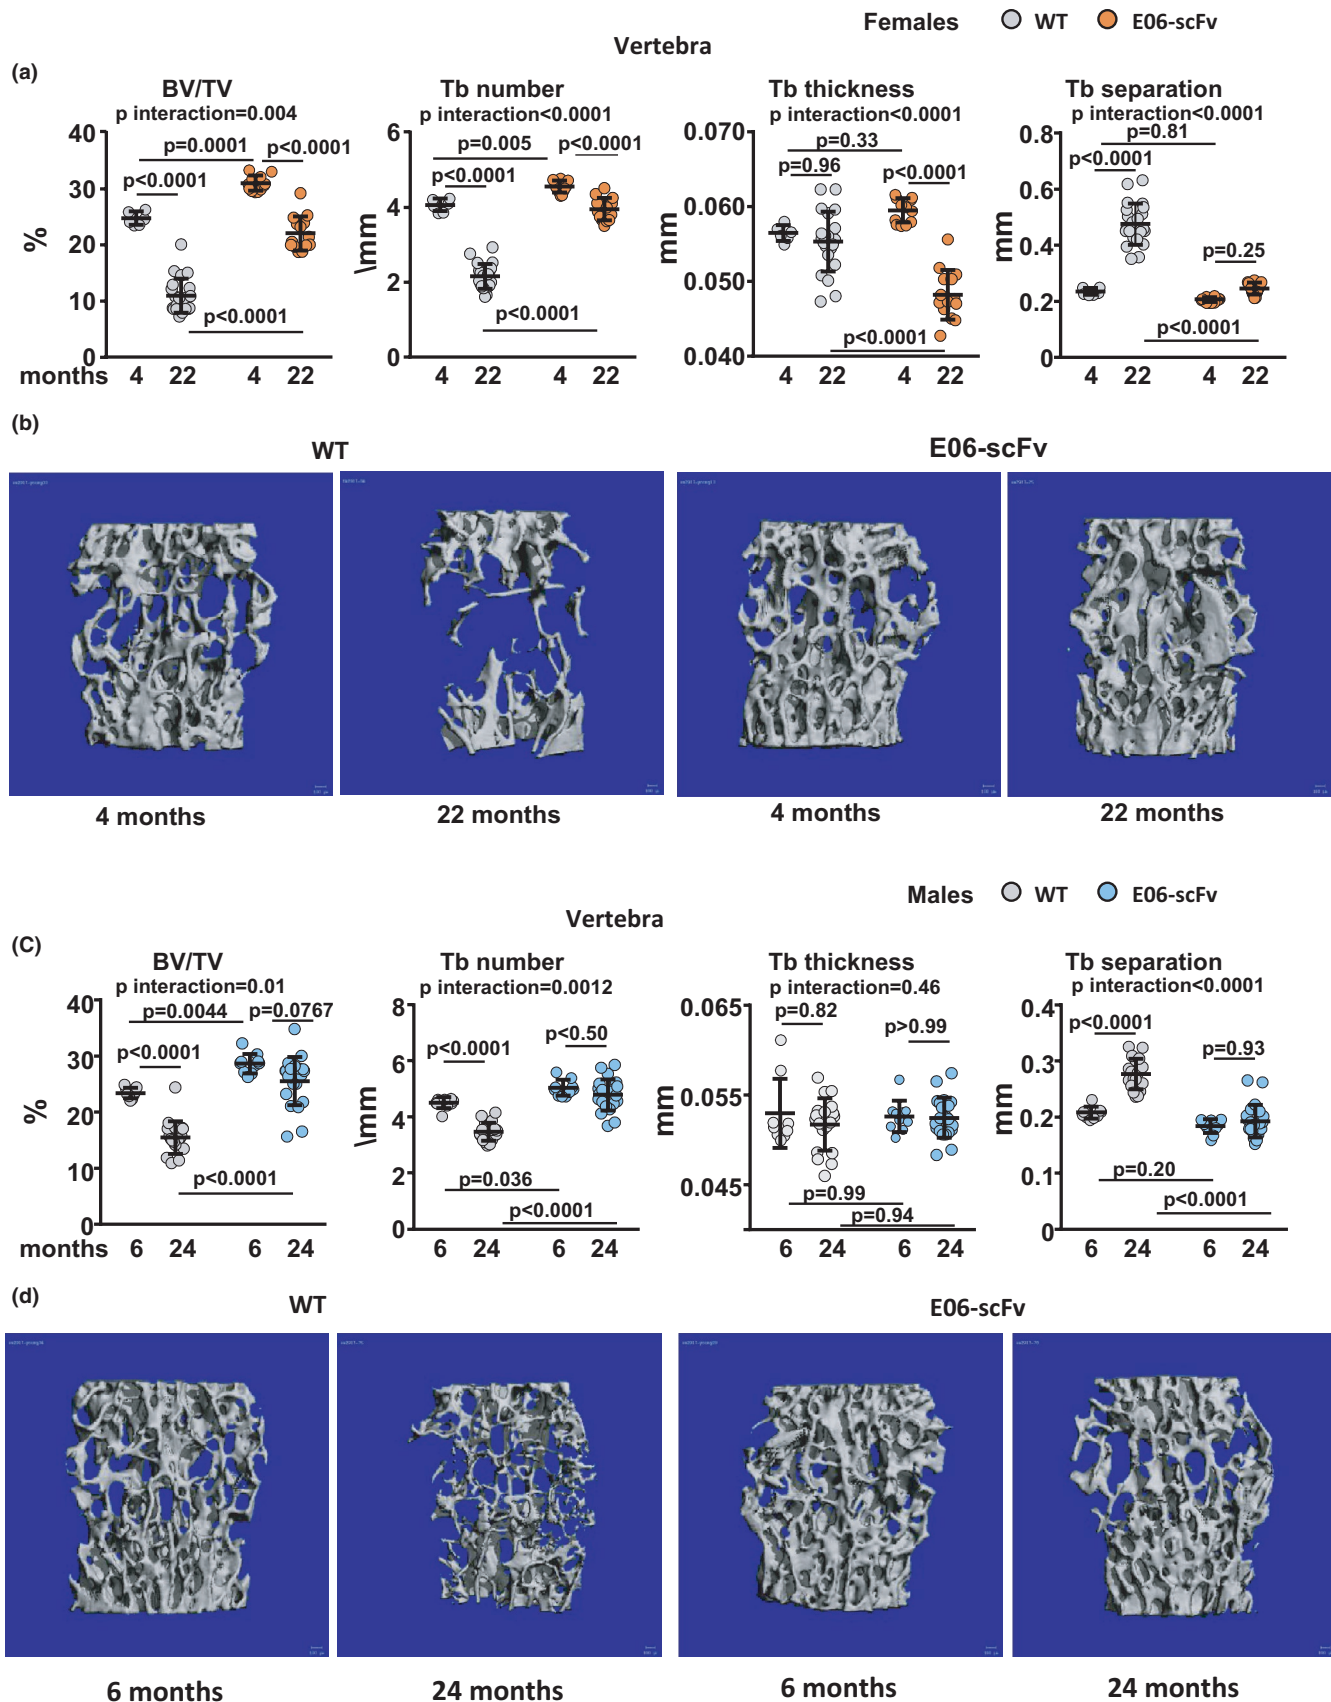 Females WT E06-scFv
Vertebra
(a)
BV/TV
p interaction=0.004
p=0.0001
p<0.0001
p<0.0001
p<0.0001
%
40
30
20
10
0
months
4 22 4 22
Tb number
p interaction<0.0001
p=0.005
p<0.0001
p<0.0001
p<0.0001
\mm
6
4
2
0
4 22 4 22
Tb thickness
p interaction<0.0001
p=0.33
p=0.96
p<0.0001
p<0.0001
mm
0.070
0.060
0.050
0.040
4 22 4 22
Tb separation
p interaction<0.0001
p=0.81
p<0.0001
p=0.25
p<0.0001
mm
0.8
0.6
0.4
0.2
0
4 22 4 22
(b)
WT
E06-scFv
4 months
22 months
4 months
22 months
Males WT E06-scFv
Vertebra
(C)
BV/TV
p interaction=0.01
p=0.0044
p=0.0767
p<0.0001
p<0.0001
%
40
30
20
10
0
months
6 24 6 24
Tb number
p interaction=0.0012
p<0.50
p<0.0001
p=0.036
p<0.0001
\mm
8
6
4
2
0
6 24 6 24
Tb thickness
p interaction=0.46
p=0.82
p>0.99
p=0.99
p=0.94
mm
0.065
0.055
0.045
6 24 6 24
Tb separation
p interaction<0.0001
p<0.0001
p=0.93
p=0.20
p<0.0001
mm
0.4
0.3
0.2
0.1
0
6 24 6 24
(d)
WT
E06-scFv
6 months
24 months
6 months
24 months